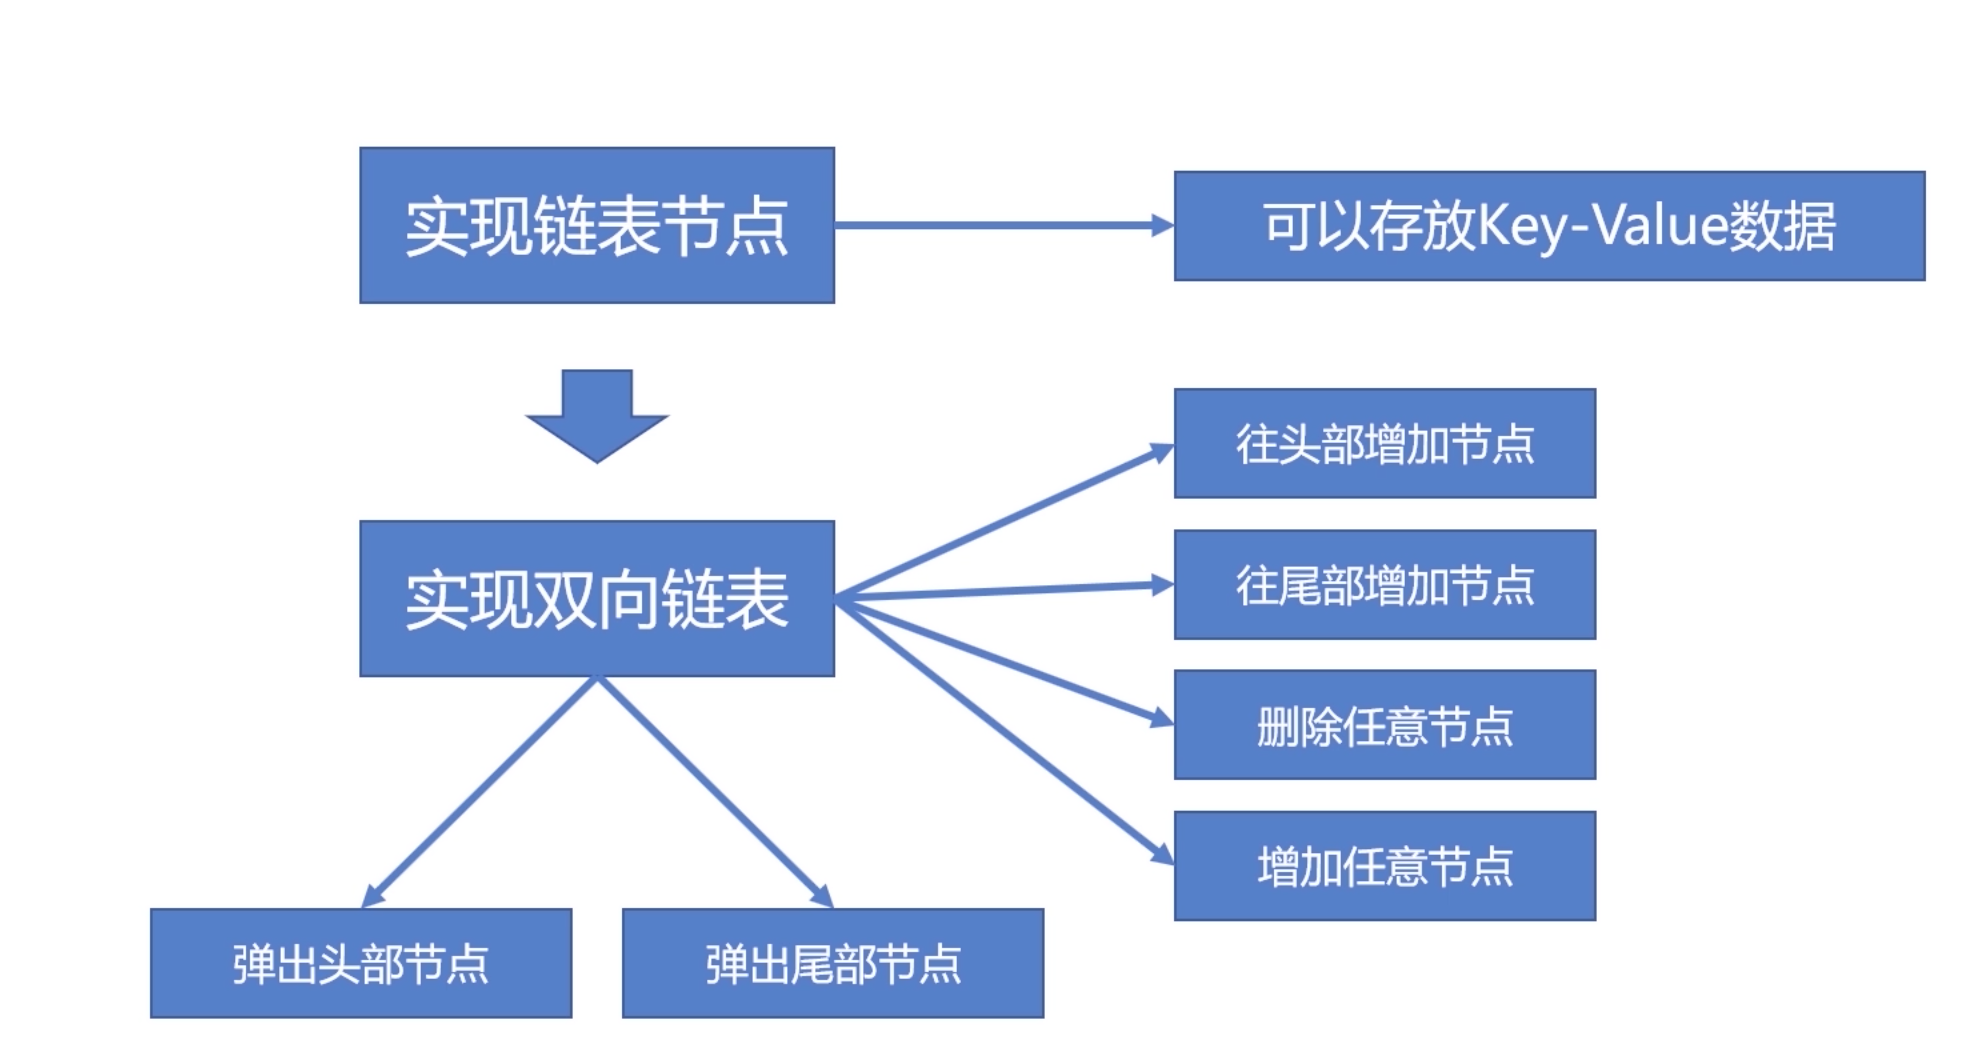 实现链表节点
可以存放Key-Value数据
实现双向链表
往头部增加节点
往尾部增加节点
删除任意节点
增加任意节点
弹出头部节点
弹出尾部节点